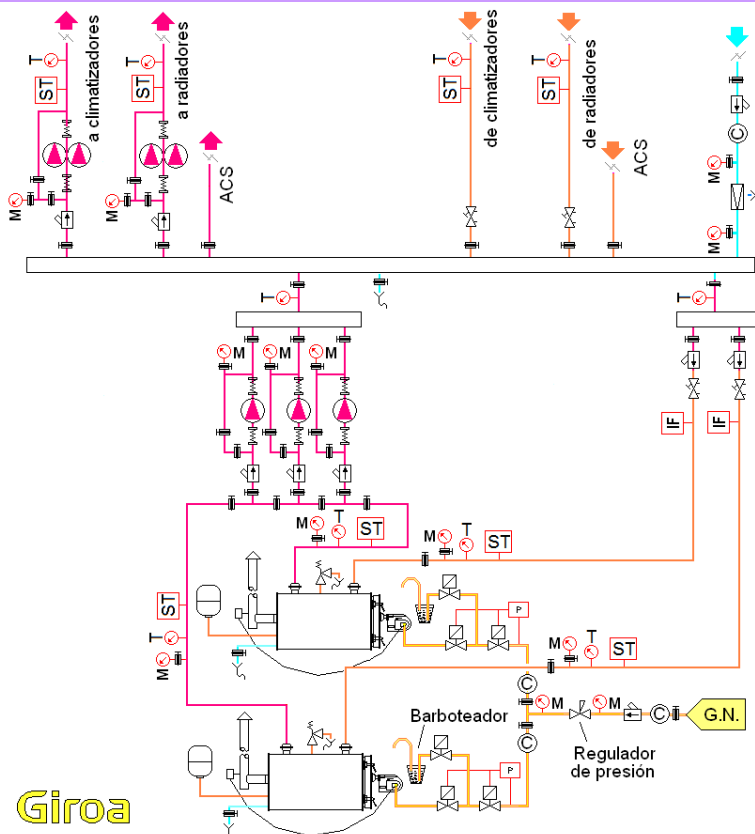 T
ST
a climatizadores
T
ST
a radiadores
ACS
T
ST
de climatizadores
T
ST
de radiadores
ACS
C
M
M
M
M
T
T
M
M
M
IF
IF
M
T
ST
M
T
ST
ST
T
M
P
M
T
ST
C
M
M
C
G.N.
Barboteador
Regulador
de presión
C
P
Giroa